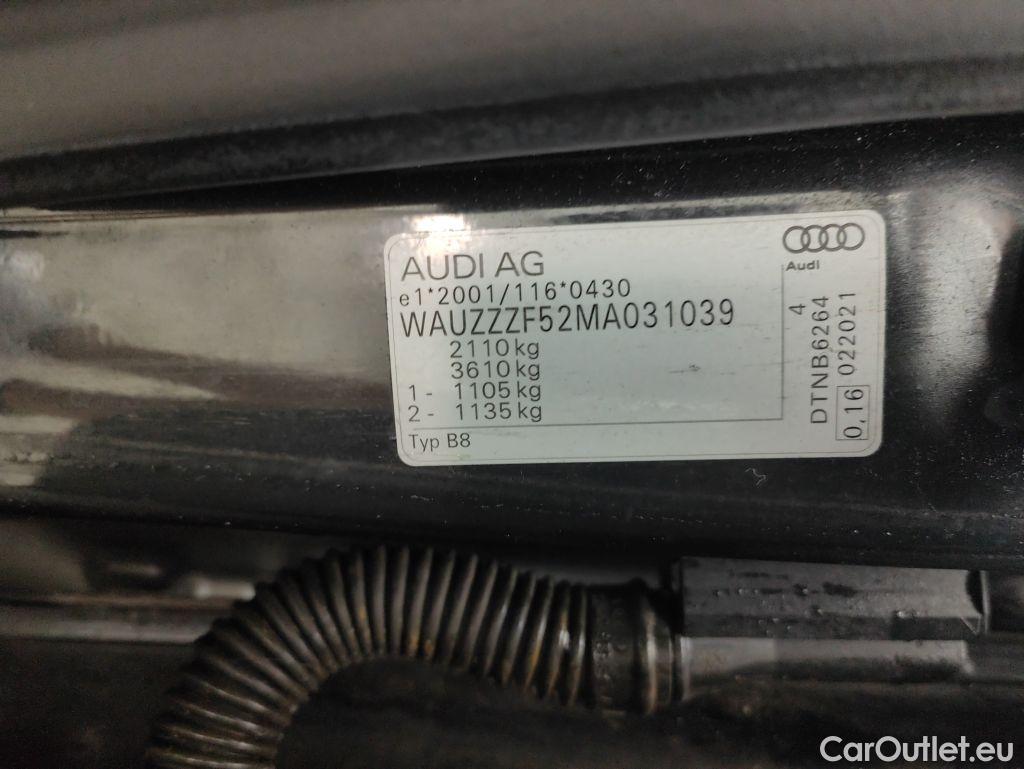 AUDI AG
e1*2001/116*0430
WAUZZZF52MA031039
2110 kg
3610 kg
1 - 1105 kg
2 - 1135 kg
Typ B8
Audi
4
DTNB6264
022021
0,16
CarOutlet.eu